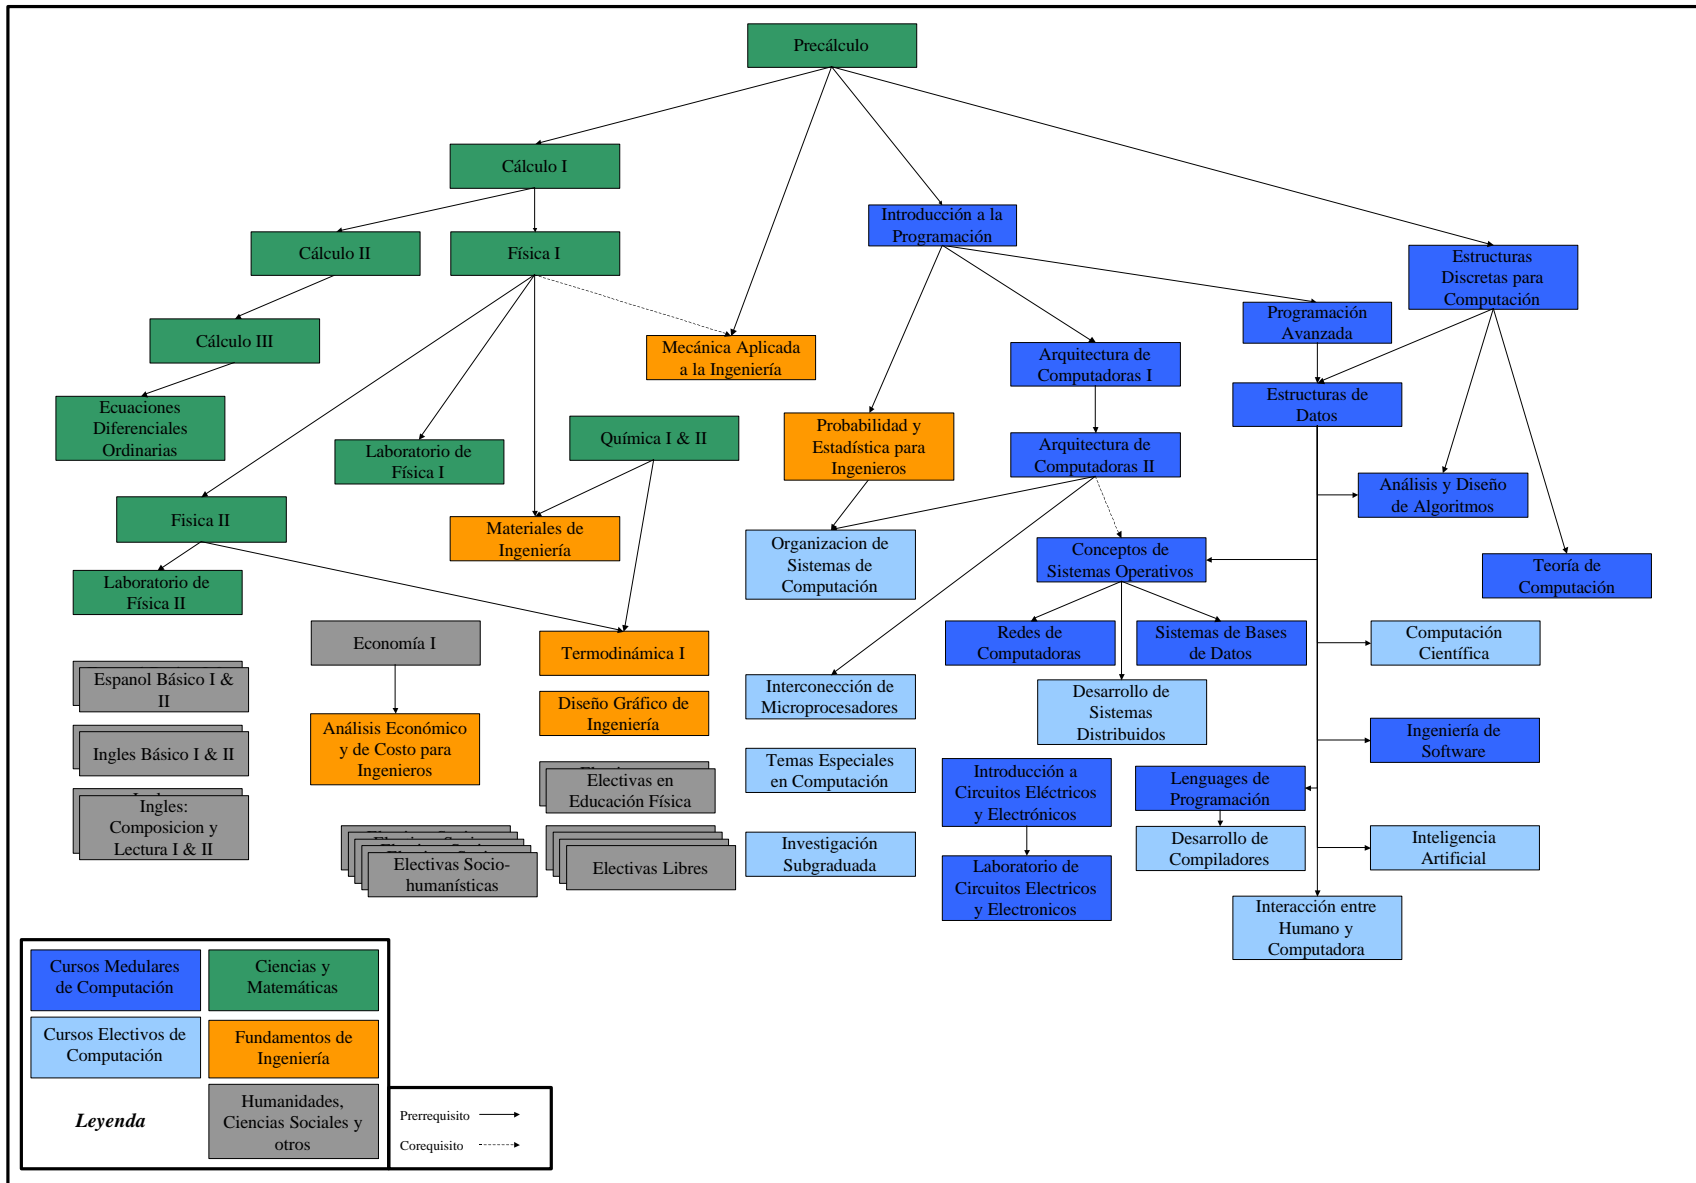 Precálculo
Cálculo I
Introducción a la
Programación
Cálculo II
Física I
Estructuras
Discretas para
Computación
Programación
Avanzada
Cálculo III
Mecánica Aplicada
a la Ingeniería
Arquitectura de
Computadoras I
Estructuras de
Datos
Ecuaciones
Diferenciales
Ordinarias
Laboratorio de
Física I
Química I & II
Probabilidad y
Estadística para
Ingenieros
Arquitectura de
Computadoras II
Análisis y Diseño
de Algoritmos
Fisica II
Materiales de
Ingeniería
Organizacion de
Sistemas de
Computación
Conceptos de
Sistemas Operativos
Teoría de
Computación
Laboratorio de
Física II
Economía I
Termodinámica I
Redes de
Computadoras
Sistemas de Bases
de Datos
Computación
Científica
Espanol Básico I &
II
Diseño Gráfico de
Ingeniería
Interconección de
Microprocesadores
Desarrollo de
Sistemas
Distribuidos
Ingles Básico I & II
Análisis Económico
y de Costo para
Ingenieros
Ingeniería de
Software
Electivas en
Educación Física
Temas Especiales
en Computación
Introducción a
Circuitos Eléctricos
y Electrónicos
Lenguages de
Programación
Ingles:
Composicion y
Lectura I & II
Electivas Socio-
humanísticas
Electivas Libres
Investigación
Subgraduada
Laboratorio de
Circuitos Electricos
y Electronicos
Desarrollo de
Compiladores
Inteligencia
Artificial
Interacción entre
Humano y
Computadora
Cursos Medulares
de Computación
Ciencias y
Matemáticas
Cursos Electivos de
Computación
Fundamentos de
Ingeniería
Leyenda
Humanidades,
Ciencias Sociales y
otros
Prerrequisito
Corequisito